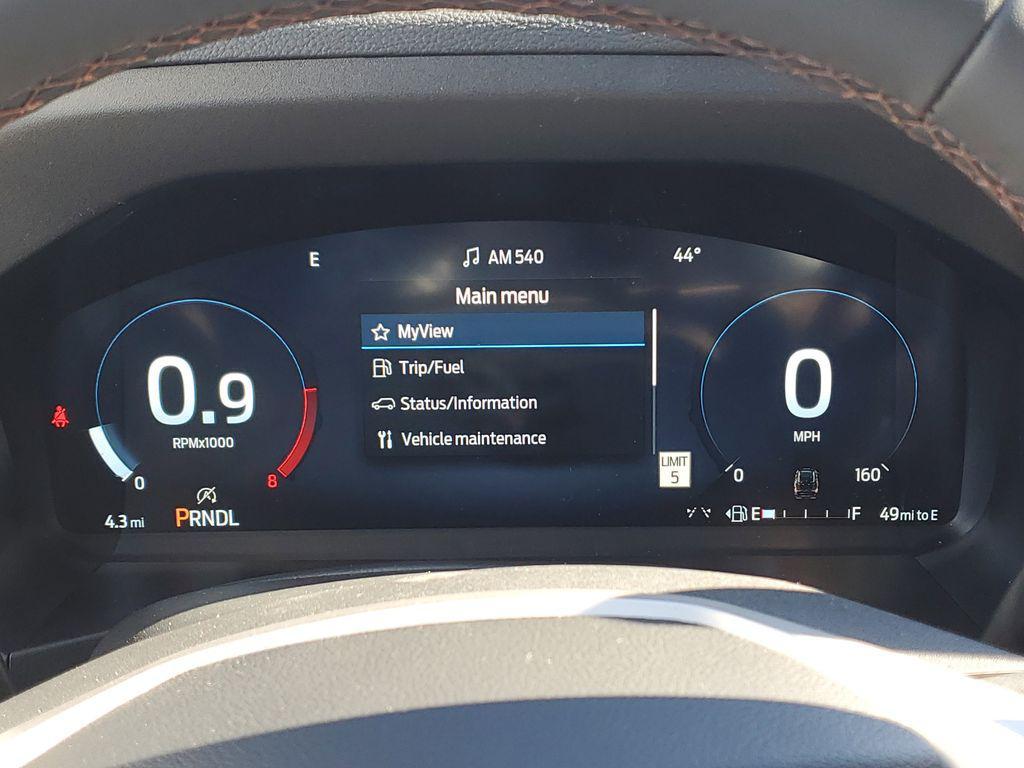 E
AM 540
44°
Main menu
MyView
Trip/Fuel
Status/Information
Vehicle maintenance
0.9
RPMx1000
0
8
4.3 mi
PRNDL
LIMIT
5
0
MPH
0
160
E
F
49 mi to E